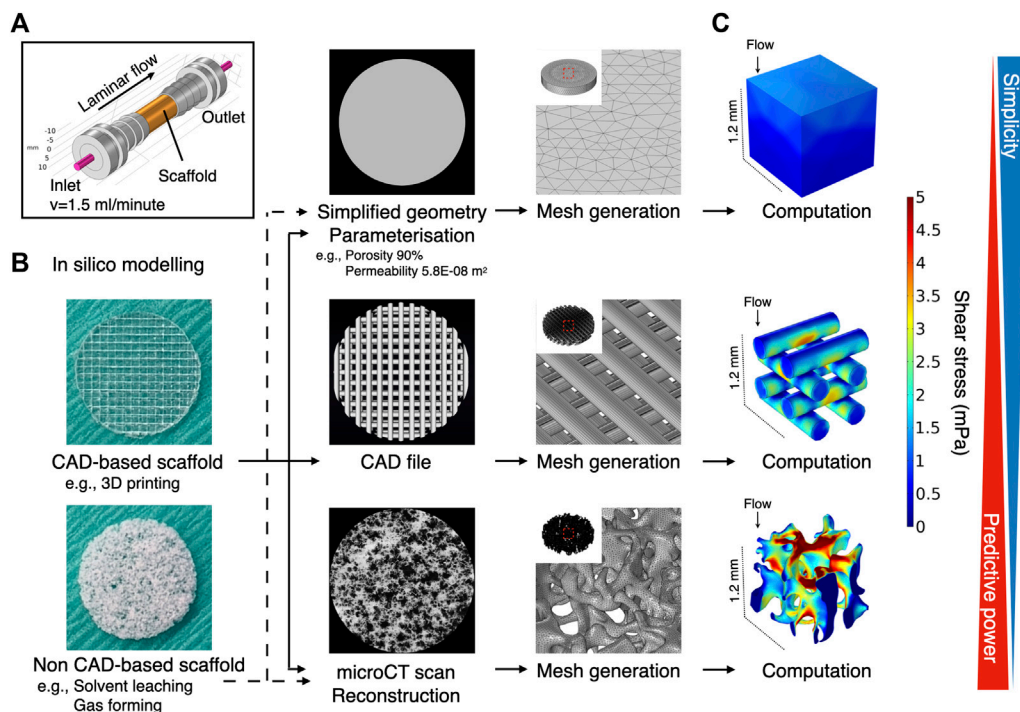 A
Laminar flow
-10
-5
0
5
10
mm
Outlet
Scaffold
Inlet
v=1.5 ml/minute
Simplified geometry
Parameterisation
e.g., Porosity 90%
Permeability 5.8E-08 m²
Mesh generation
C
Flow
1.2 mm
Computation
B
In silico modelling
CAD-based scaffold
e.g., 3D printing
CAD file
Mesh generation
Flow
1.2 mm
Computation
Non CAD-based scaffold
e.g., Solvent leaching
Gas forming
microCT scan
Reconstruction
Mesh generation
Flow
1.2 mm
Computation
5
4.5
4
3.5
3
2.5
2
1.5
1
0.5
0
Shear stress (mPa)
Simplicity
Predictive power